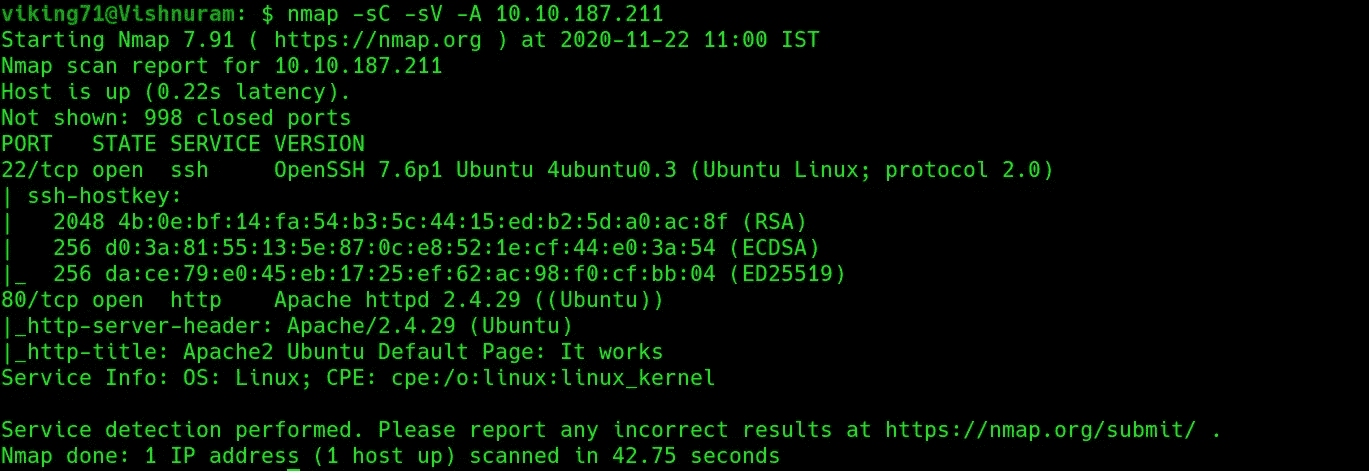 viking71@Vishnuram: $ nmap -sC -sV -A 10.10.187.211
Starting Nmap 7.91 ( https://nmap.org ) at 2020-11-22 11:00 IST
Nmap scan report for 10.10.187.211
Host is up (0.22s latency).
Not shown: 998 closed ports
PORT   STATE SERVICE VERSION
22/tcp open  ssh     OpenSSH 7.6p1 Ubuntu 4ubuntu0.3 (Ubuntu Linux; protocol 2.0)
| ssh-hostkey:
|   2048 4b:0e:bf:14:fa:54:b3:5c:44:15:ed:b2:5d:a0:ac:8f (RSA)
|   256 d0:3a:81:55:13:5e:87:0c:e8:52:1e:cf:44:e0:3a:54 (ECDSA)
|_  256 da:ce:79:e0:45:eb:17:25:ef:62:ac:98:f0:cf:bb:04 (ED25519)
80/tcp open  http    Apache httpd 2.4.29 ((Ubuntu))
|_http-server-header: Apache/2.4.29 (Ubuntu)
|_http-title: Apache2 Ubuntu Default Page: It works
Service Info: OS: Linux; CPE: cpe:/o:linux:linux_kernel
Service detection performed. Please report any incorrect results at https://nmap.org/submit/ .
Nmap done: 1 IP address (1 host up) scanned in 42.75 seconds